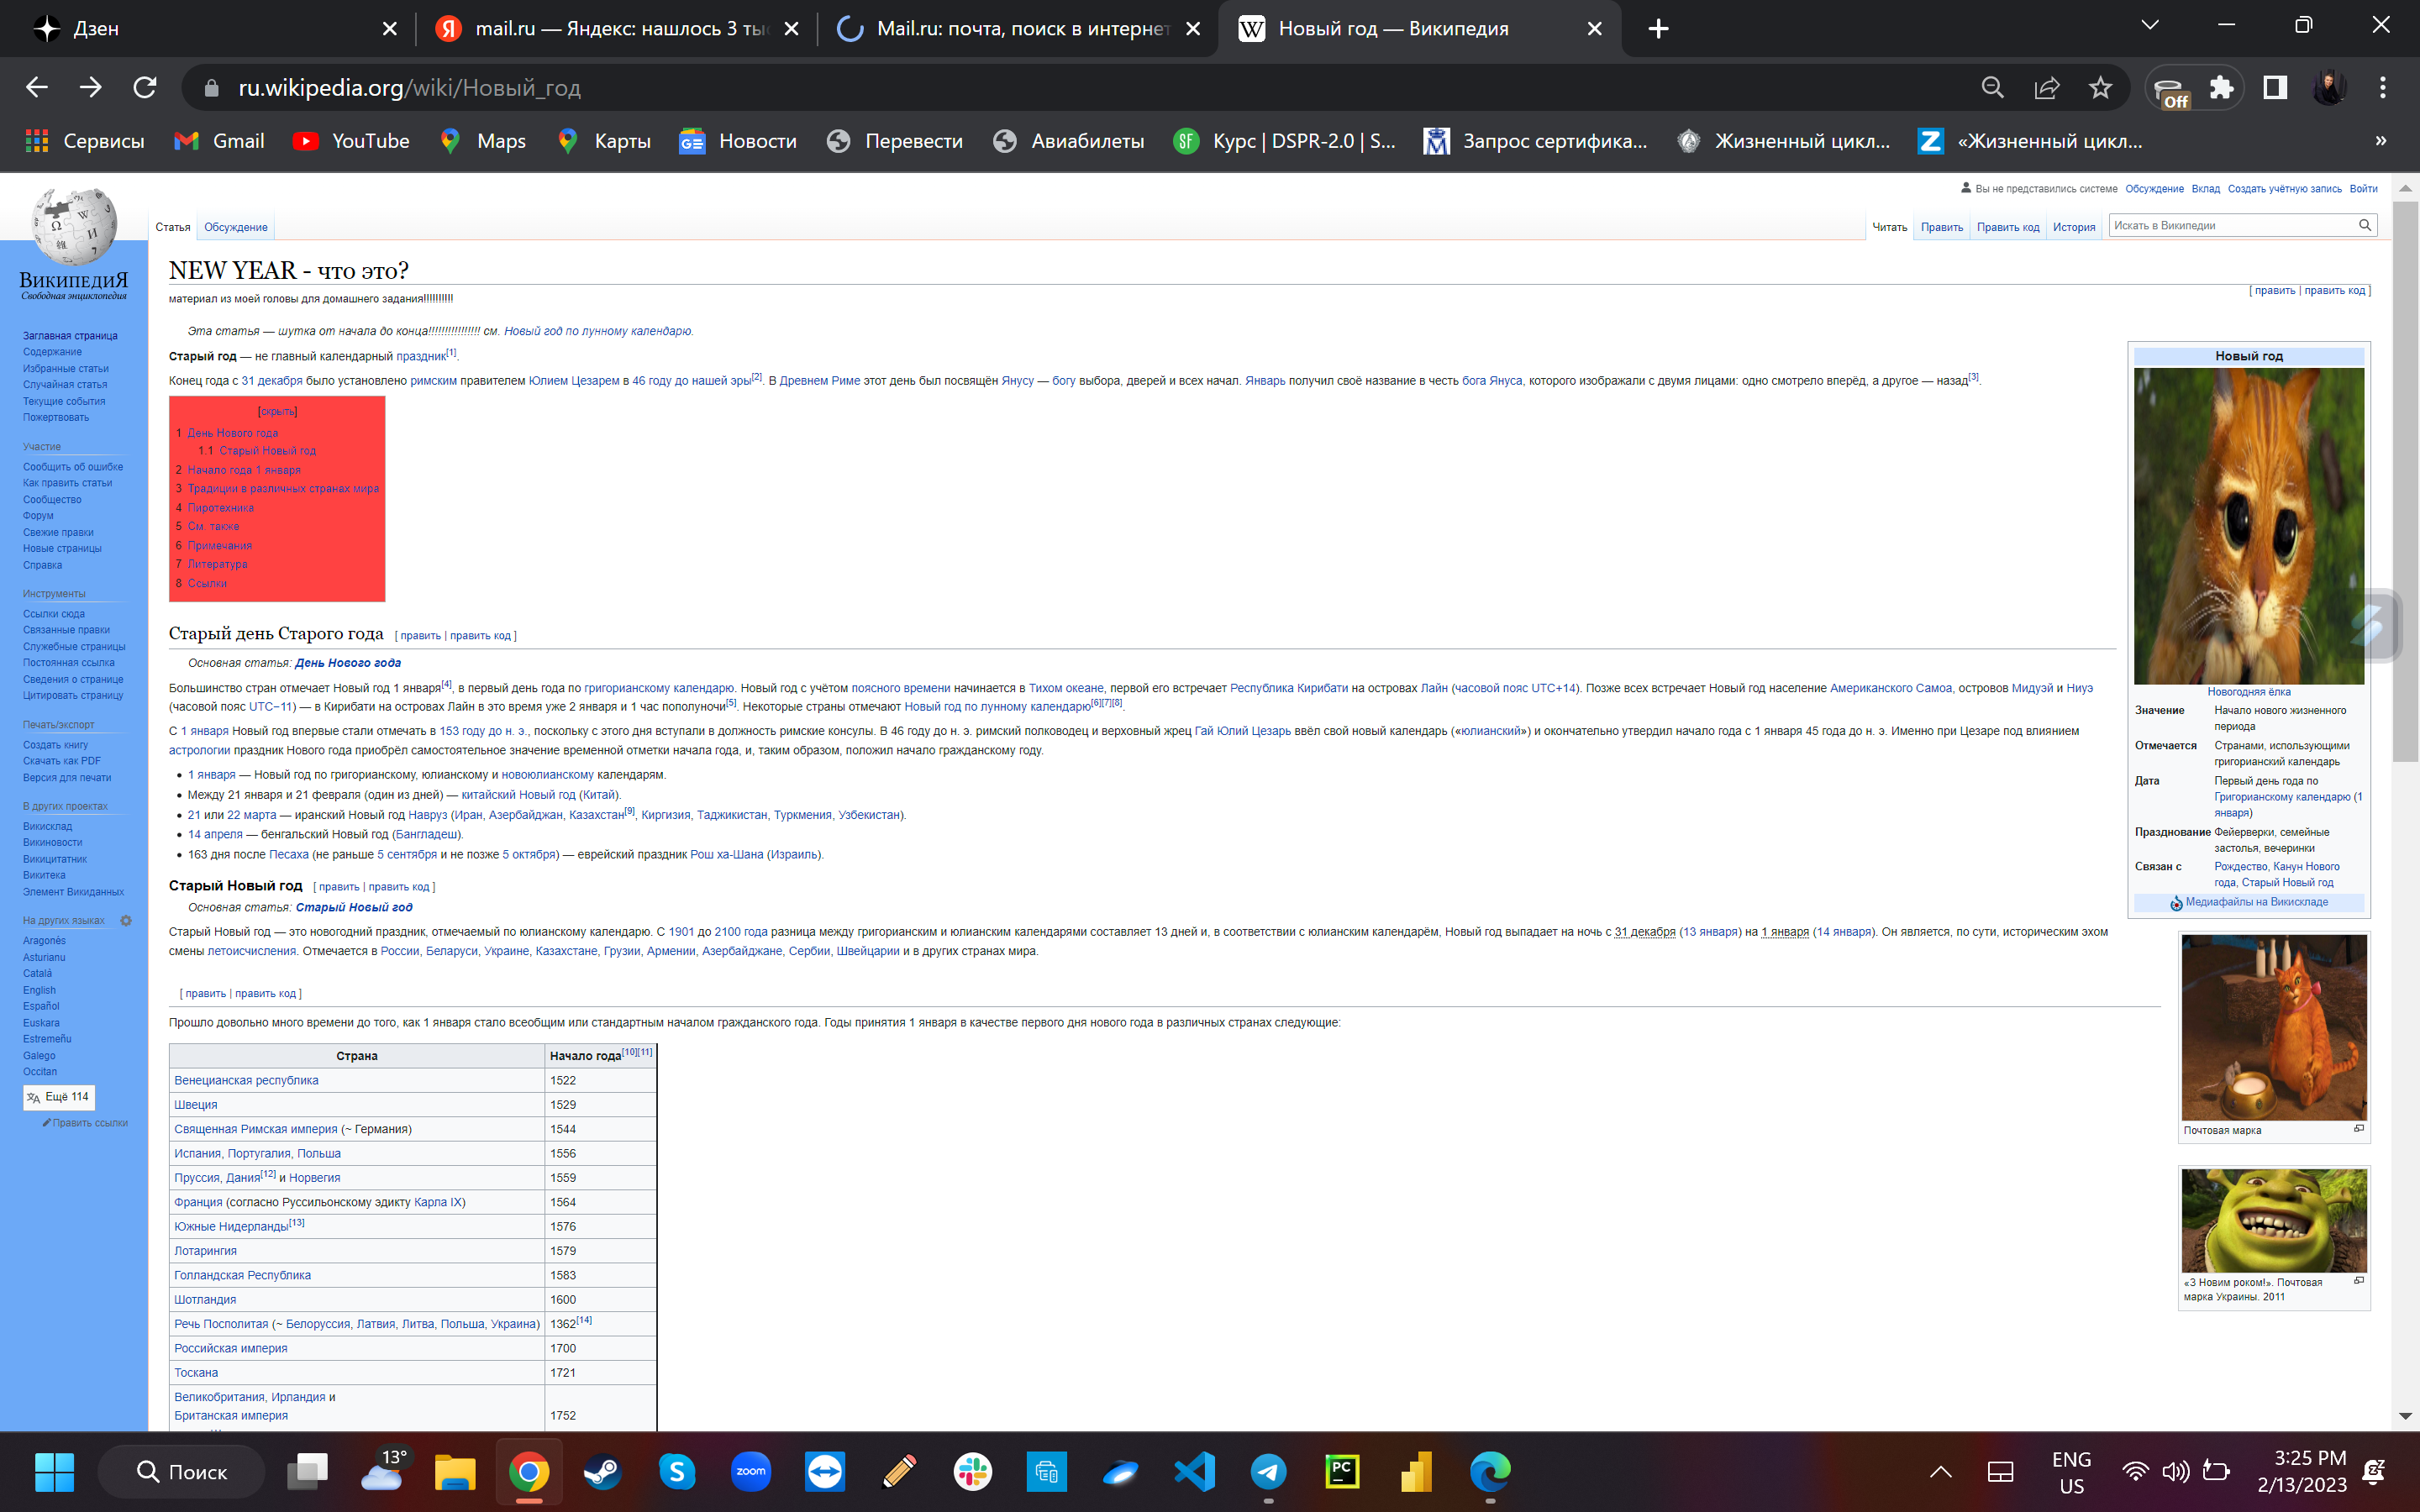 Дзен
mail.ru — Яндекс: нашлось 3 тыс
Mail.ru: почта, поиск в интернет
Новый год — Википедия
ru.wikipedia.org/wiki/Новый_год
Off
Сервисы
Gmail
YouTube
Maps
Карты
Новости
Перевести
Авиабилеты
Курс | DSPR-2.0 | S...
Запрос сертифика...
Жизненный цикл...
«Жизненный цикл...
»
Вы не представились системе Обсуждение Вклад Создать учётную запись Войти
Статья Обсуждение
Читать Править Править код История Искать в Википедии
ВикипедиЯ
Свободная энциклопедия
Заглавная страница
Содержание
Избранные статьи
Случайная статья
Текущие события
Пожертвовать
Участие
Сообщить об ошибке
Как править статьи
Сообщество
Форум
Свежие правки
Новые страницы
Справка
Инструменты
Ссылки сюда
Связанные правки
Служебные страницы
Постоянная ссылка
Сведения о странице
Цитировать страницу
Печать/экспорт
Создать книгу
Скачать как PDF
Версия для печати
В других проектах
Викисклад
Викиновости
Викицитатник
Викитека
Элемент Викиданных
На других языках
Aragonés
Asturianu
Català
English
Español
Euskara
Estremeñu
Galego
Occitan
Ещё 114
Править ссылки
NEW YEAR - что это?
материал из моей головы для домашнего задания!!!!!!!!!!
[ править | править код ]
Эта статья — шутка от начала до конца!!!!!!!!!!!!!!!! см. Новый год по лунному календарю.
Старый год — не главный календарный праздник[1].
Конец года с 31 декабря было установлено римским правителем Юлием Цезарем в 46 году до нашей эры[2]. В Древнем Риме этот день был посвящён Янусу — богу выбора, дверей и всех начал. Январь получил своё название в честь бога Януса, которого изображали с двумя лицами: одно смотрело вперёд, а другое — назад[3].
[скрыть]
1 День Нового года
1.1 Старый Новый год
2 Начало года 1 января
3 Традиции в различных странах мира
4 Пиротехника
5 См. также
6 Примечания
7 Литература
8 Ссылки
Старый день Старого года [ править | править код ]
Основная статья: День Нового года
Большинство стран отмечает Новый год 1 января[4], в первый день года по григорианскому календарю. Новый год с учётом поясного времени начинается в Тихом океане, первой его встречает Республика Кирибати на островах Лайн (часовой пояс UTC+14). Позже всех встречает Новый год население Американского Самоа, островов Мидуэй и Ниуэ
(часовой пояс UTC−11) — в Кирибати на островах Лайн в это время уже 2 января и 1 час пополуночи[5]. Некоторые страны отмечают Новый год по лунному календарю[6][7][8].
С 1 января Новый год впервые стали отмечать в 153 году до н. э., поскольку с этого дня вступали в должность римские консулы. В 46 году до н. э. римский полководец и верховный жрец Гай Юлий Цезарь ввёл свой новый календарь («юлианский») и окончательно утвердил начало года с 1 января 45 года до н. э. Именно при Цезаре под влиянием
астрологии праздник Нового года приобрёл самостоятельное значение временной отметки начала года, и, таким образом, положил начало гражданскому году.
• 1 января — Новый год по григорианскому, юлианскому и новоюлианскому календарям.
• Между 21 января и 21 февраля (один из дней) — китайский Новый год (Китай).
• 21 или 22 марта — иранский Новый год Навруз (Иран, Азербайджан, Казахстан[9], Киргизия, Таджикистан, Туркмения, Узбекистан).
• 14 апреля — бенгальский Новый год (Бангладеш).
• 163 дня после Песаха (не раньше 5 сентября и не позже 5 октября) — еврейский праздник Рош ха-Шана (Израиль).
Старый Новый год [ править | править код ]
Основная статья: Старый Новый год
Старый Новый год — это новогодний праздник, отмечаемый по юлианскому календарю. С 1901 до 2100 года разница между григорианским и юлианским календарями составляет 13 дней и, в соответствии с юлианским календарём, Новый год выпадает на ночь с 31 декабря (13 января) на 1 января (14 января). Он является, по сути, историческим эхом
смены летоисчисления. Отмечается в России, Беларуси, Украине, Казахстане, Грузии, Армении, Азербайджане, Сербии, Швейцарии и в других странах мира.
[ править | править код ]
Прошло довольно много времени до того, как 1 января стало всеобщим или стандартным началом гражданского года. Годы принятия 1 января в качестве первого дня нового года в различных странах следующие:
Страна Начало года[10][11]
Венецианская республика 1522
Швеция 1529
Священная Римская империя (~ Германия) 1544
Испания, Португалия, Польша 1556
Пруссия, Дания[12] и Норвегия 1559
Франция (согласно Руссильонскому эдикту Карла IX) 1564
Южные Нидерланды[13] 1576
Лотарингия 1579
Голландская Республика 1583
Шотландия 1600
Речь Посполитая (~ Белоруссия, Латвия, Литва, Польша, Украина) 1362[14]
Российская империя 1700
Тоскана 1721
Великобритания, Ирландия и
Британская империя 1752
Новый год
Новогодняя ёлка
Значение Начало нового жизненного
периода
Отмечается Странами, использующими
григорианский календарь
Дата Первый день года по
Григорианскому календарю (1
января)
Празднование Фейерверки, семейные
застолья, вечеринки
Связан с Рождество, Канун Нового
года, Старый Новый год
Медиафайлы на Викискладе
Почтовая марка
«З Новим роком!». Почтовая
марка Украины. 2011
Поиск
13°
zoom
PC
ENG
US
3:25 PM
2/13/2023